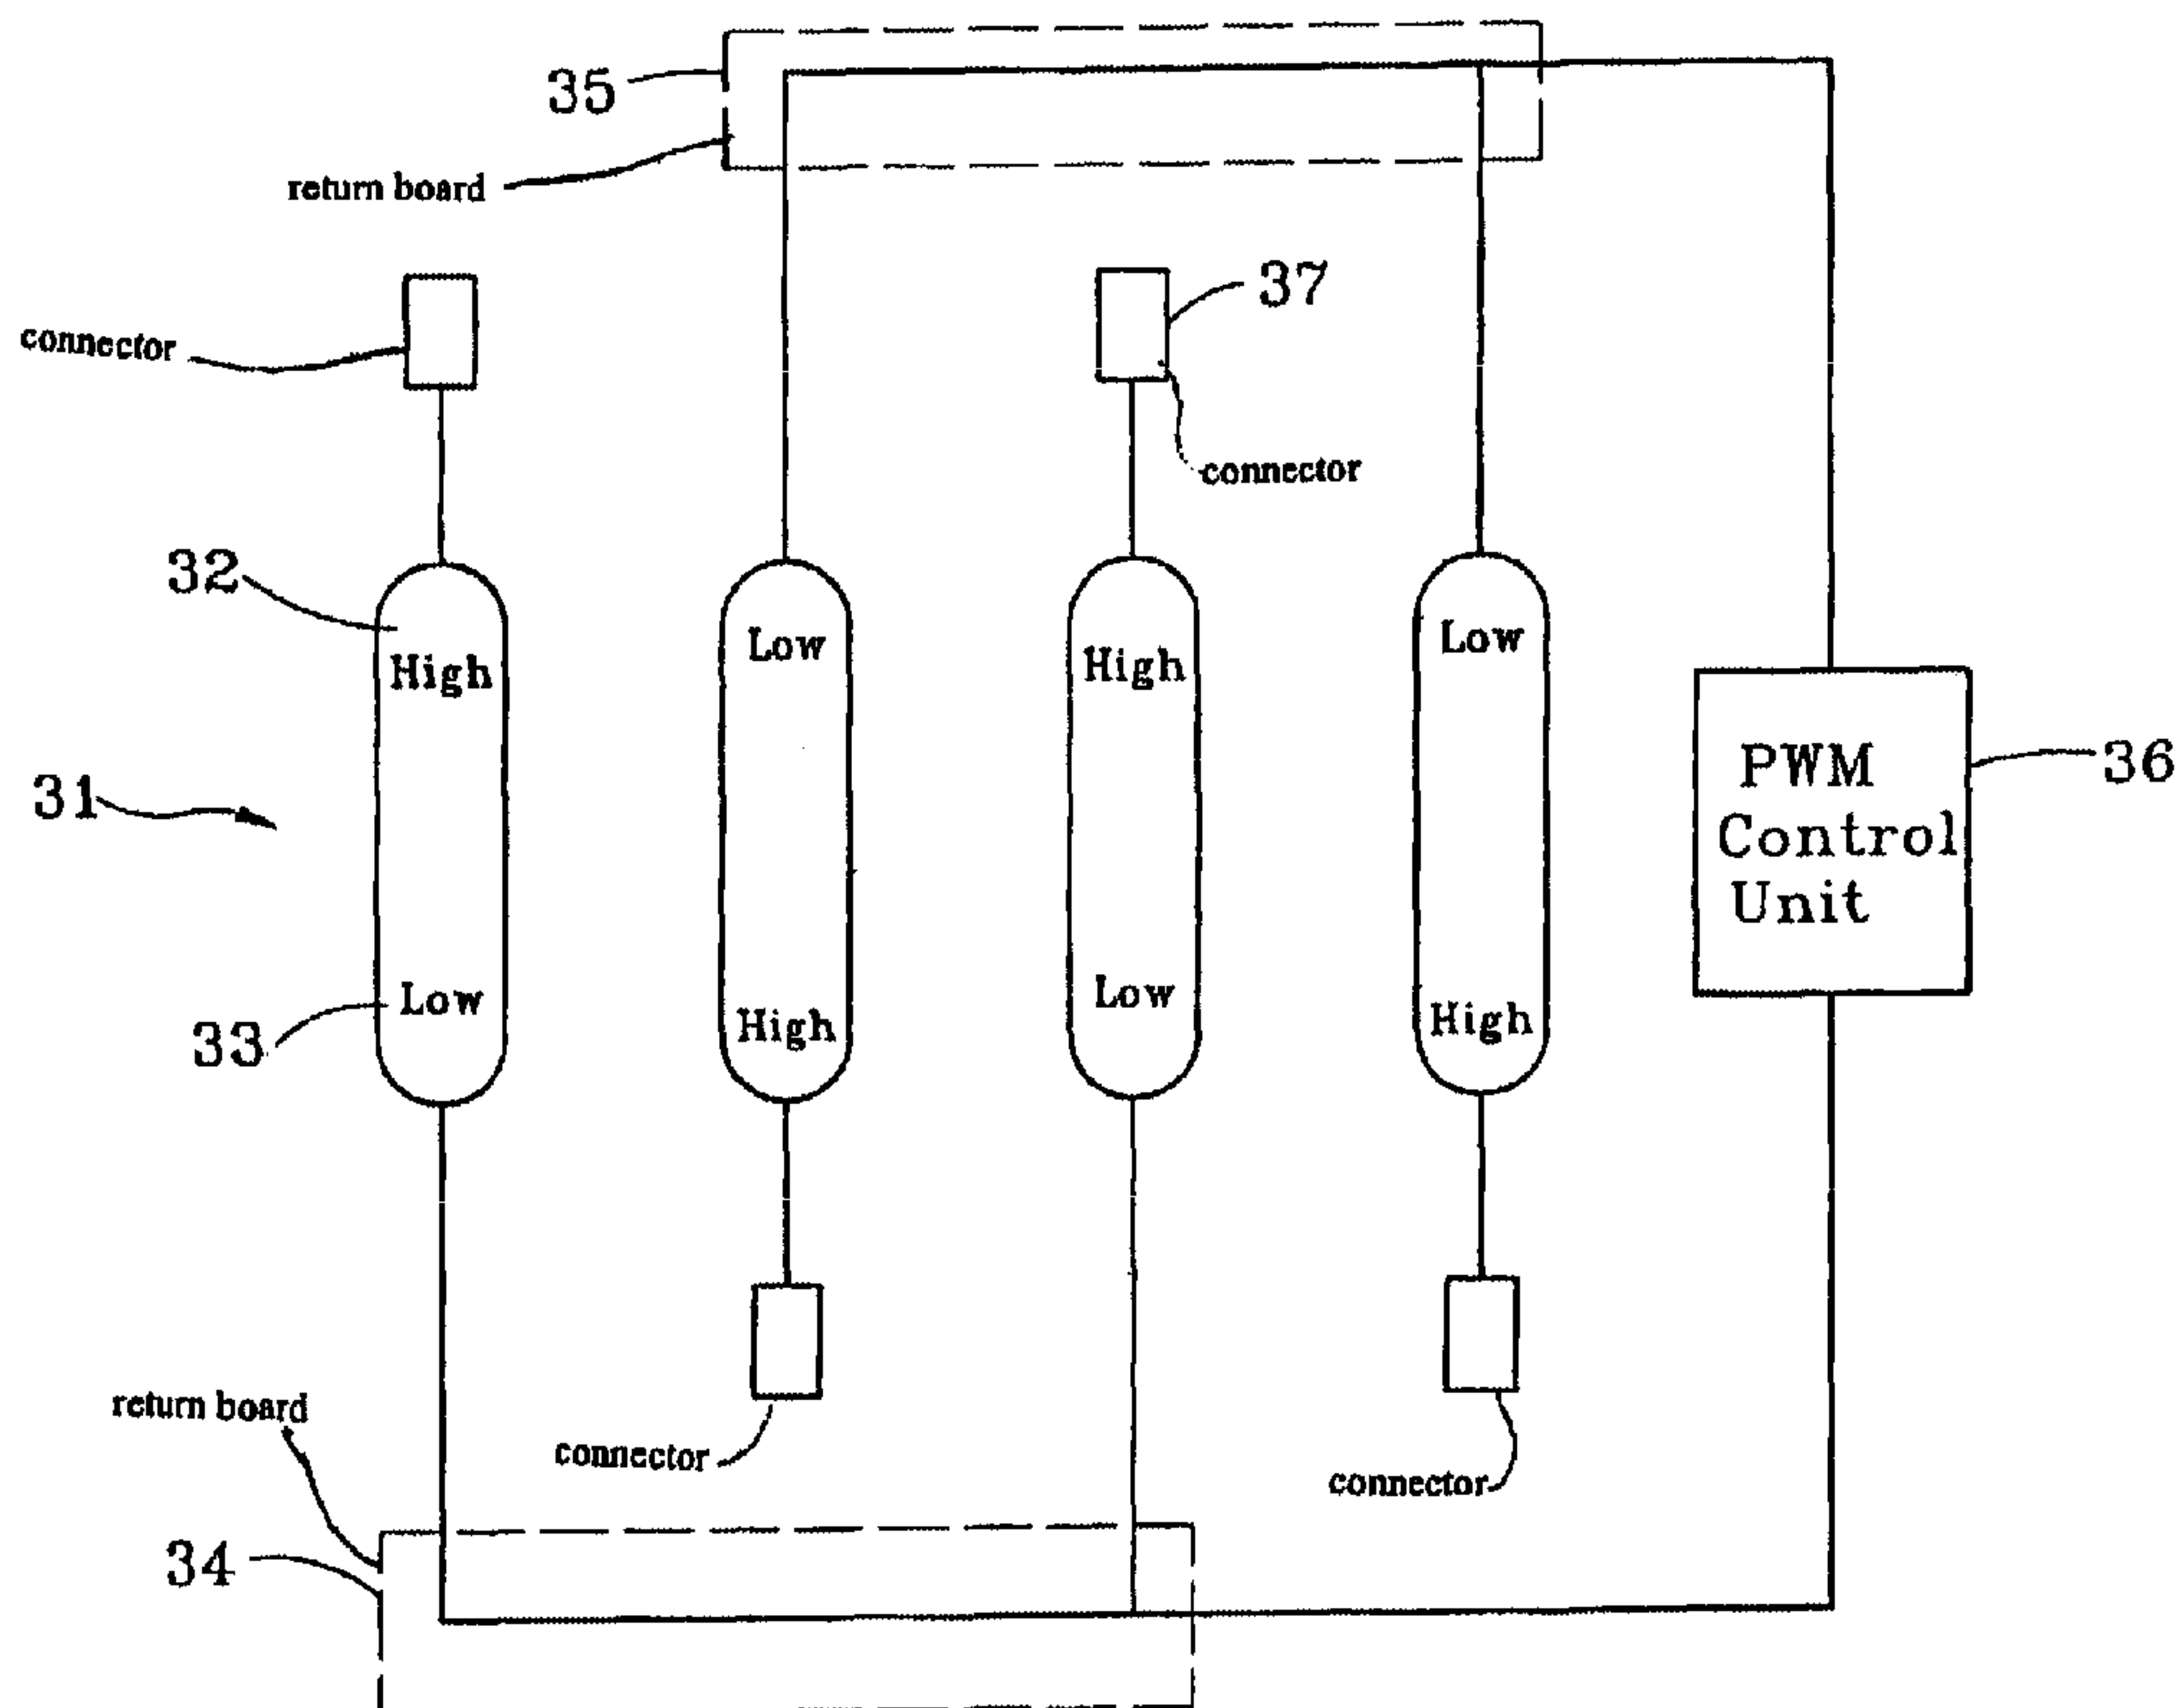 35
return board
37
connector
connector
32
High
Low
High
Low
31
PWM
Control
Unit
36
33
Low
High
Low
High
return board
connector
connector
34